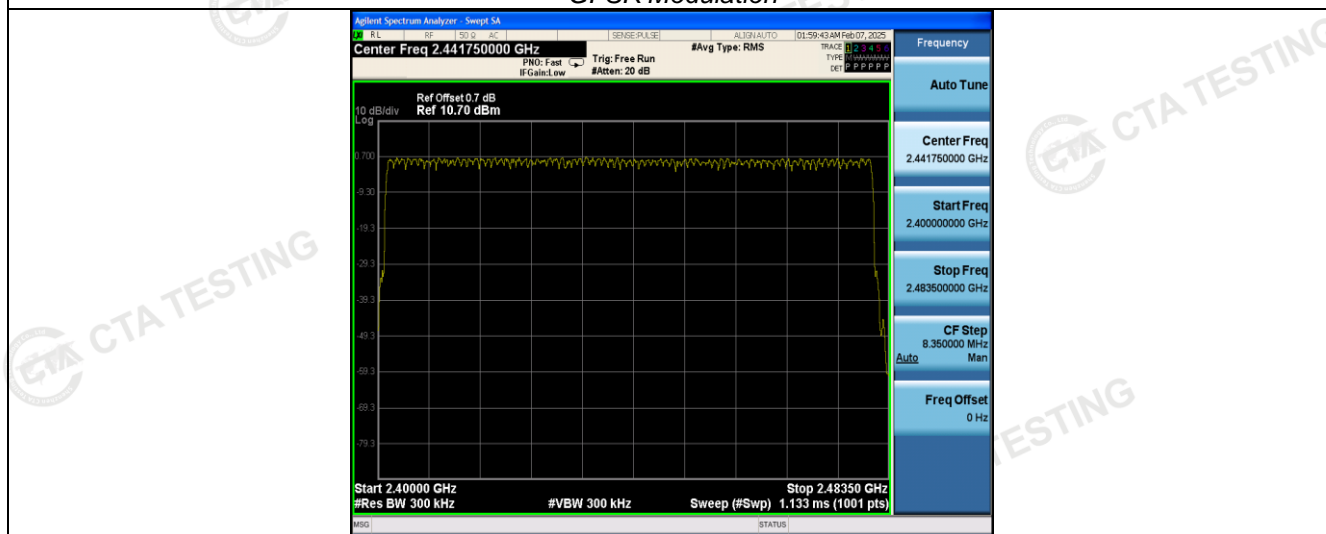 GFSK Modulation
Agilent Spectrum Analyzer - Swept SA
RL RF 50 Ω AC SENSE:PULSE ALIGNAUTO 01:59:43 AM Feb 07, 2025
Center Freq 2.441750000 GHz #Avg Type: RMS TRACE 1 2 3 4 5 6
PNO: Fast Trig: Free Run TYPE M
IFGain:Low #Atten: 20 dB DET P P P P P P
Frequency
Auto Tune
Ref Offset 0.7 dB
10 dB/div Ref 10.70 dBm
Log
0.700
-9.30
-19.3
-29.3
-39.3
-49.3
-59.3
-69.3
-79.3
Center Freq
2.441750000 GHz
Start Freq
2.400000000 GHz
Stop Freq
2.483500000 GHz
CF Step
8.350000 MHz
Auto Man
Freq Offset
0 Hz
Start 2.40000 GHz Stop 2.48350 GHz
#Res BW 300 kHz #VBW 300 kHz Sweep (#Swp) 1.133 ms (1001 pts)
MSG STATUS
CTA TESTING
CTA TESTING
TESTING